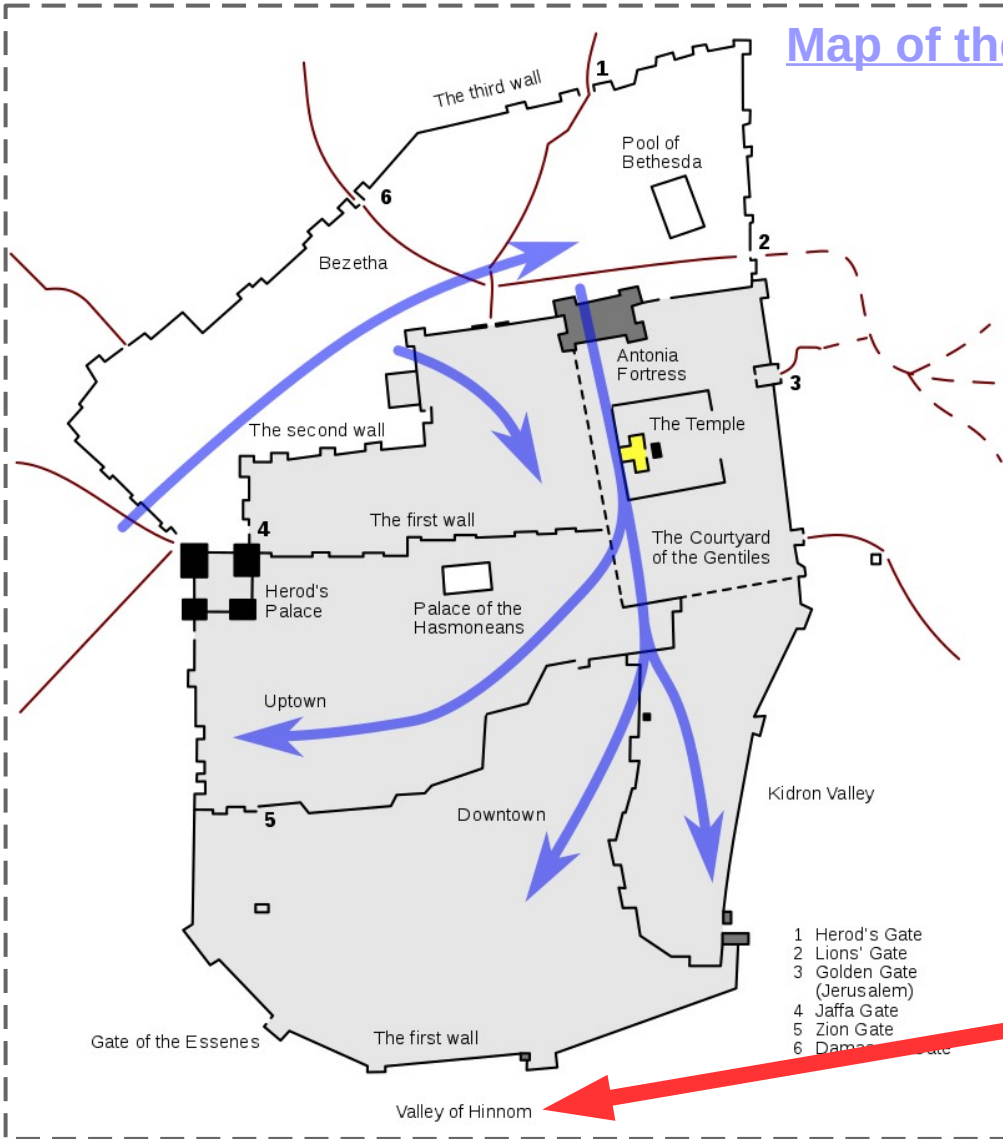 Map of the
The third wall
1
Pool of
Bethesda
6
2
Bezetha
Antonia
Fortress
3
The Temple
The second wall
The first wall
4
The Courtyard
of the Gentiles
Herod's
Palace
Palace of the
Hasmoneans
Uptown
Kidron Valley
Downtown
5
1 Herod's Gate
2 Lions' Gate
3 Golden Gate
(Jerusalem)
4 Jaffa Gate
5 Zion Gate
6 Gate
Gate of the Essenes
The first wall
Valley of Hinnom